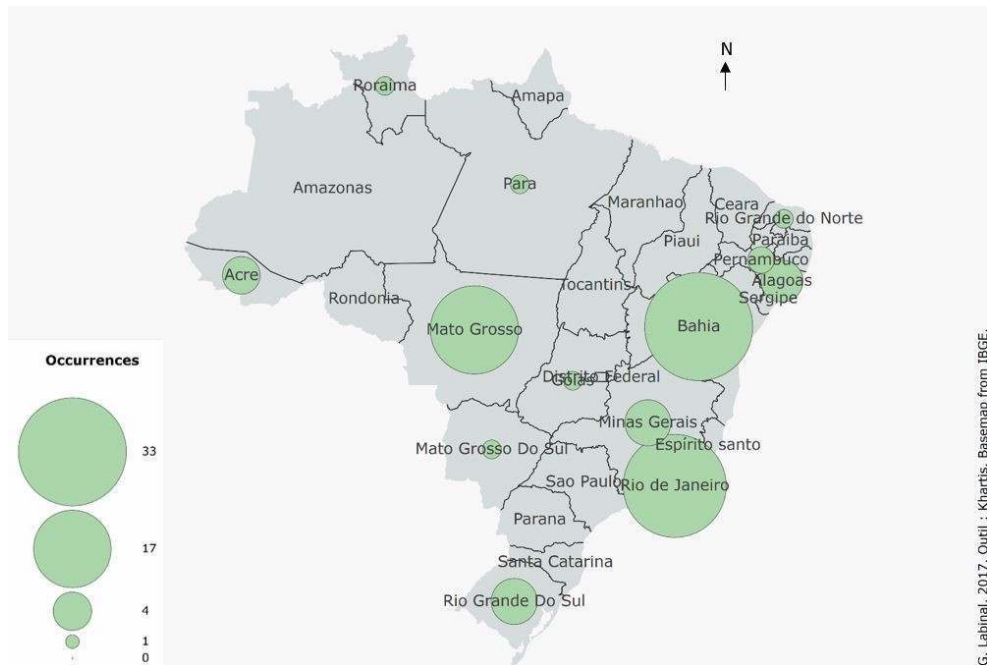 N
Roraima
Amapa
Amazonas
Para
Maranhao
Ceara
Rio Grande do Norte
Piaui
Paraiba
Pernambuco
Alagoas
Sergipe
Acre
Rondonia
Tocantins
Mato Grosso
Bahia
Distrito Federal
Goias
Minas Gerais
Espirito santo
Mato Grosso Do Sul
Sao Paulo
Rio de Janeiro
Parana
Santa Catarina
Rio Grande Do Sul
Occurrences
33
17
4
1
0
G. Labinal, 2017. Outil : Khartis. Basemap from IBGE.